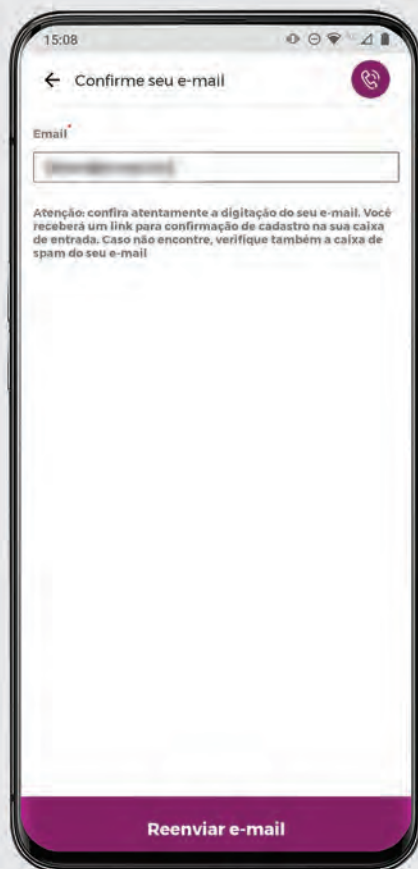 15:08
Confirme seu e-mail
Email*
Atenção: confira atentamente a digitação do seu e-mail. Você
receberá um link para confirmação de cadastro na sua caixa
de entrada. Caso não encontre, verifique também a caixa de
spam do seu e-mail
Reenviar e-mail